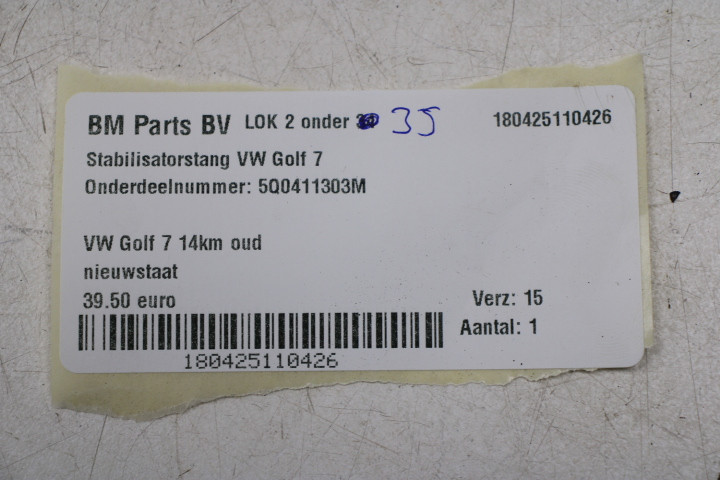 BM Parts BV LOK 2 onder 35 180425110426
Stabilisatorstang VW Golf 7
Onderdeelnummer: 5Q0411303M
VW Golf 7 14km oud
nieuwstaat
39.50 euro Verz: 15
Aantal: 1
180425110426